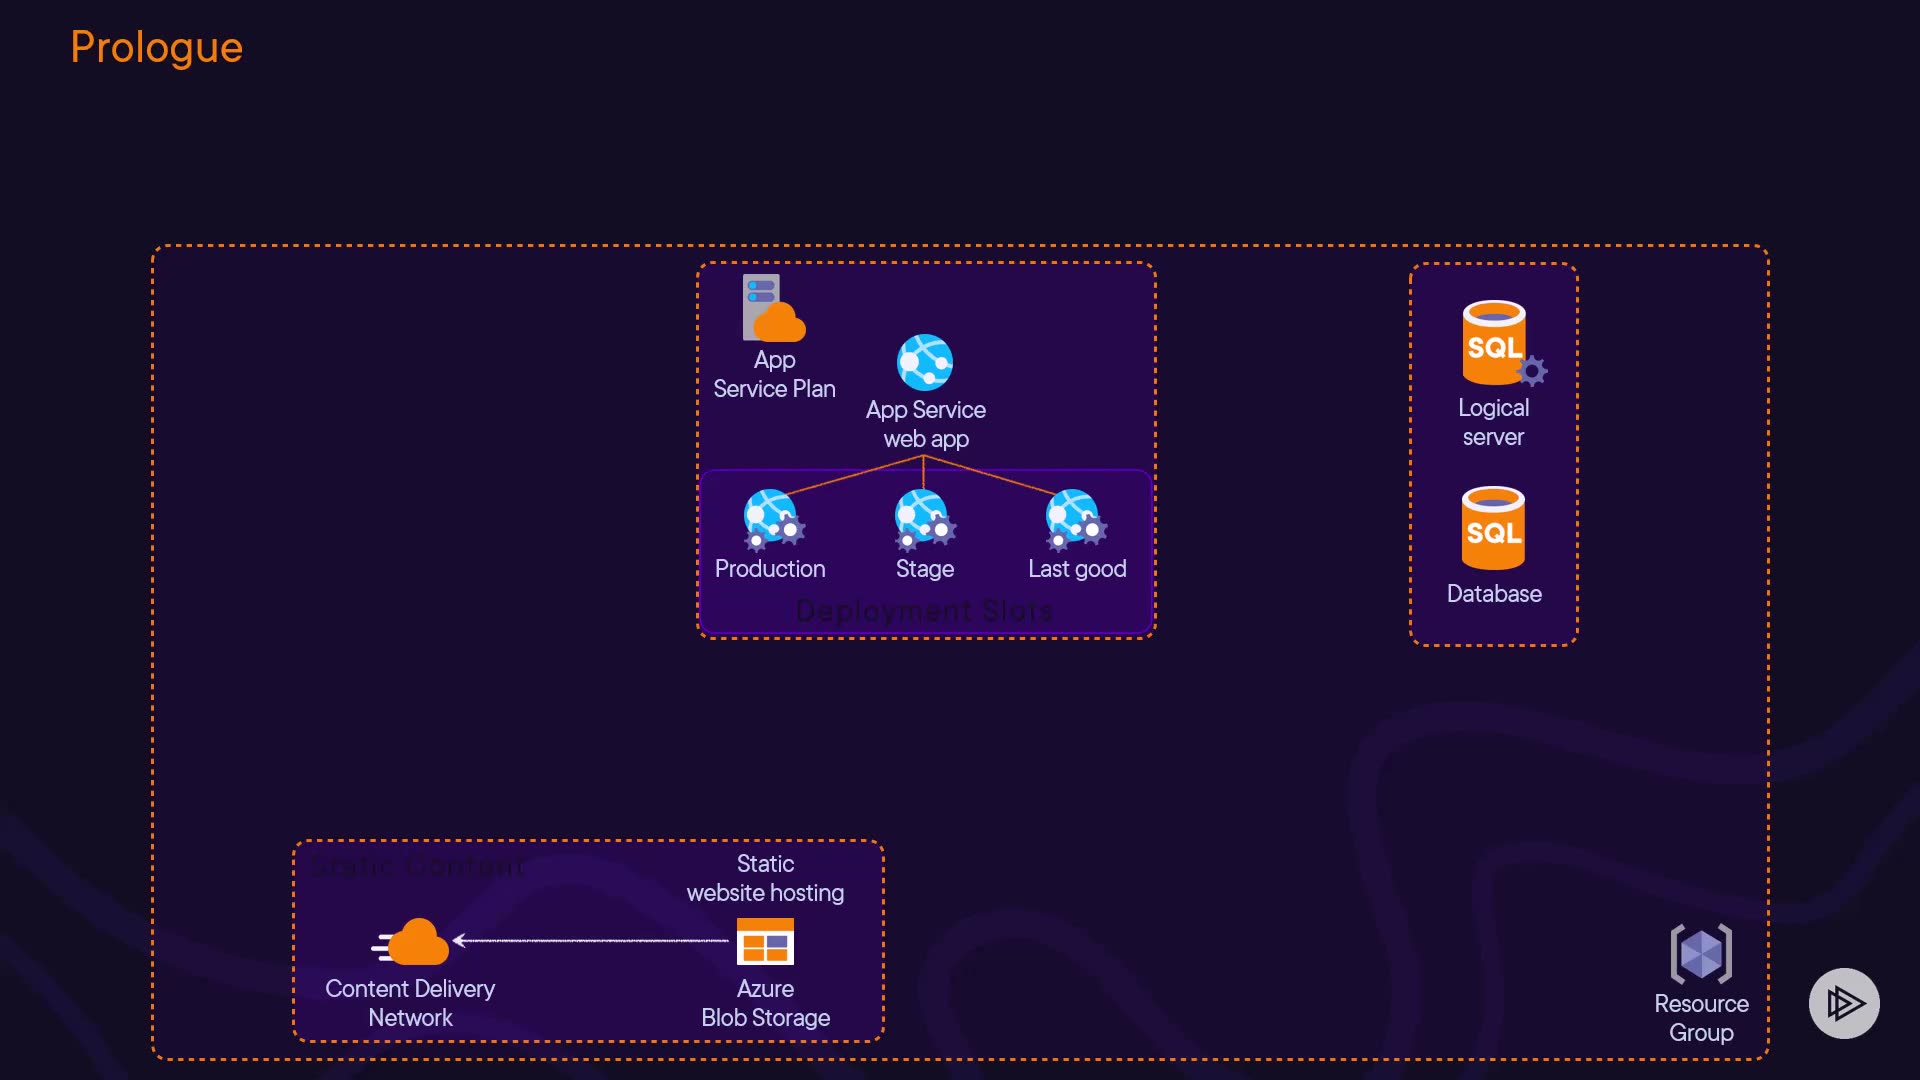 Prologue
App
Service Plan
App Service
web app
Production
Stage
Last good
Deployment Slots
SQL
Logical
server
SQL
Database
Static Content
Static
website hosting
Content Delivery
Network
Azure
Blob Storage
Resource
Group